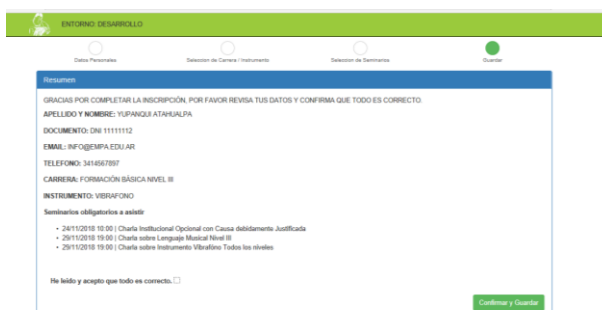 ENTORNO: DESARROLLO
Datos Personales Seleccion de Carrera / Instrumento Seleccion de Seminarios Guardar
Resumen
GRACIAS POR COMPLETAR LA INSCRIPCIÓN, POR FAVOR REVISA TUS DATOS Y CONFIRMA QUE TODO ES CORRECTO.
APELLIDO Y NOMBRE: YUPANQUI ATAHUALPA
DOCUMENTO: DNI 11111112
EMAIL: INFO@EMPA.EDU.AR
TELEFONO: 3414567897
CARRERA: FORMACIÓN BÁSICA NIVEL III
INSTRUMENTO: VIBRAFONO
Seminarios obligatorios a asistir
• 24/11/2018 10:00 | Charla Institucional Opcional con Causa debidamente Justificada
• 29/11/2018 19:00 | Charla sobre Lenguaje Musical Nivel III
• 29/11/2018 19:00 | Charla sobre Instrumento Vibrafóno Todos los niveles
He leído y acepto que todo es correcto.
Confirmar y Guardar